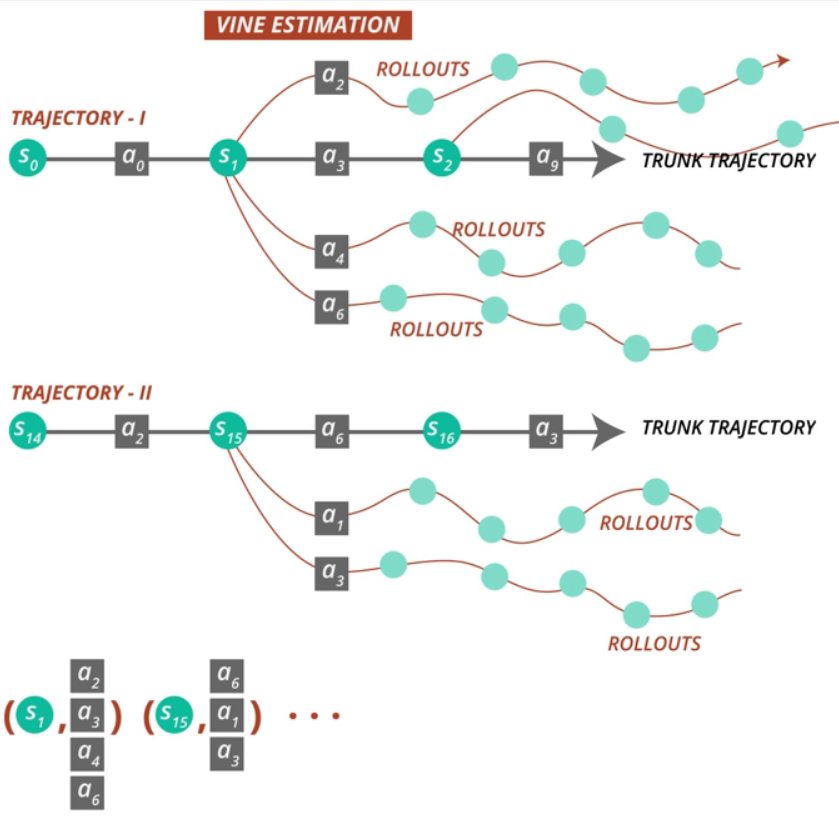 VINE ESTIMATION
a2
ROLLOUTS
TRAJECTORY - I
s0 a0 s1 a3 s2 a9 TRUNK TRAJECTORY
ROLLOUTS
a4
a6
ROLLOUTS
TRAJECTORY - II
s14 a2 s15 a6 s16 a3 TRUNK TRAJECTORY
a1 ROLLOUTS
a3
ROLLOUTS
a2 a6
(s1, a3) (s15, a1) ...
a4 a3
a6